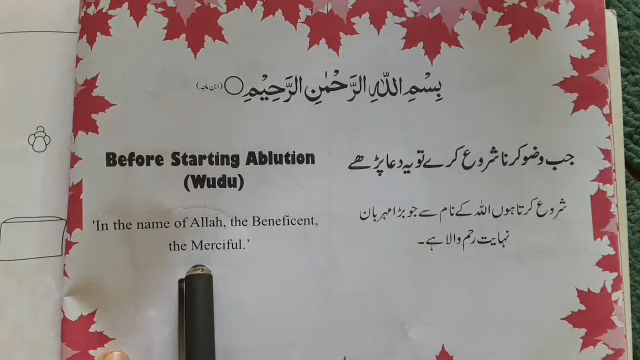 بِسْمِ اللّٰهِ الرَّحْمٰنِ الرَّحِيْمِ ○ (ابن ماجہ)
Before Starting Ablution
(Wudu)
'In the name of Allah, the Beneficent,
the Merciful.'
جب وضو کرنا شروع کرے تو یہ دعا پڑھے
شروع کرتا ہوں اللہ کے نام سے جو بڑا مہربان
نہایت رحم والا ہے۔